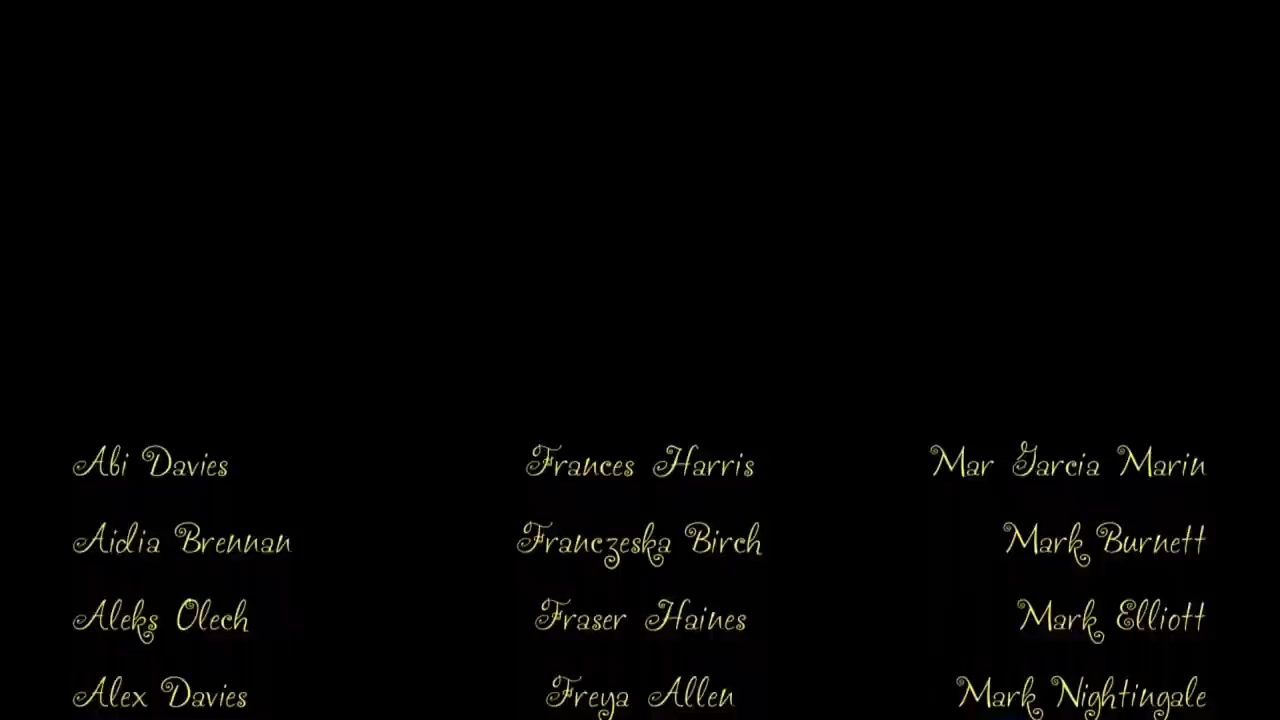 Abi Davies Frances Harris Mar Garcia Marin
Aidia Brennan Franczeska Birch Mark Burnett
Aleks Olech Fraser Haines Mark Elliott
Alex Davies Freya Allen Mark Nightingale